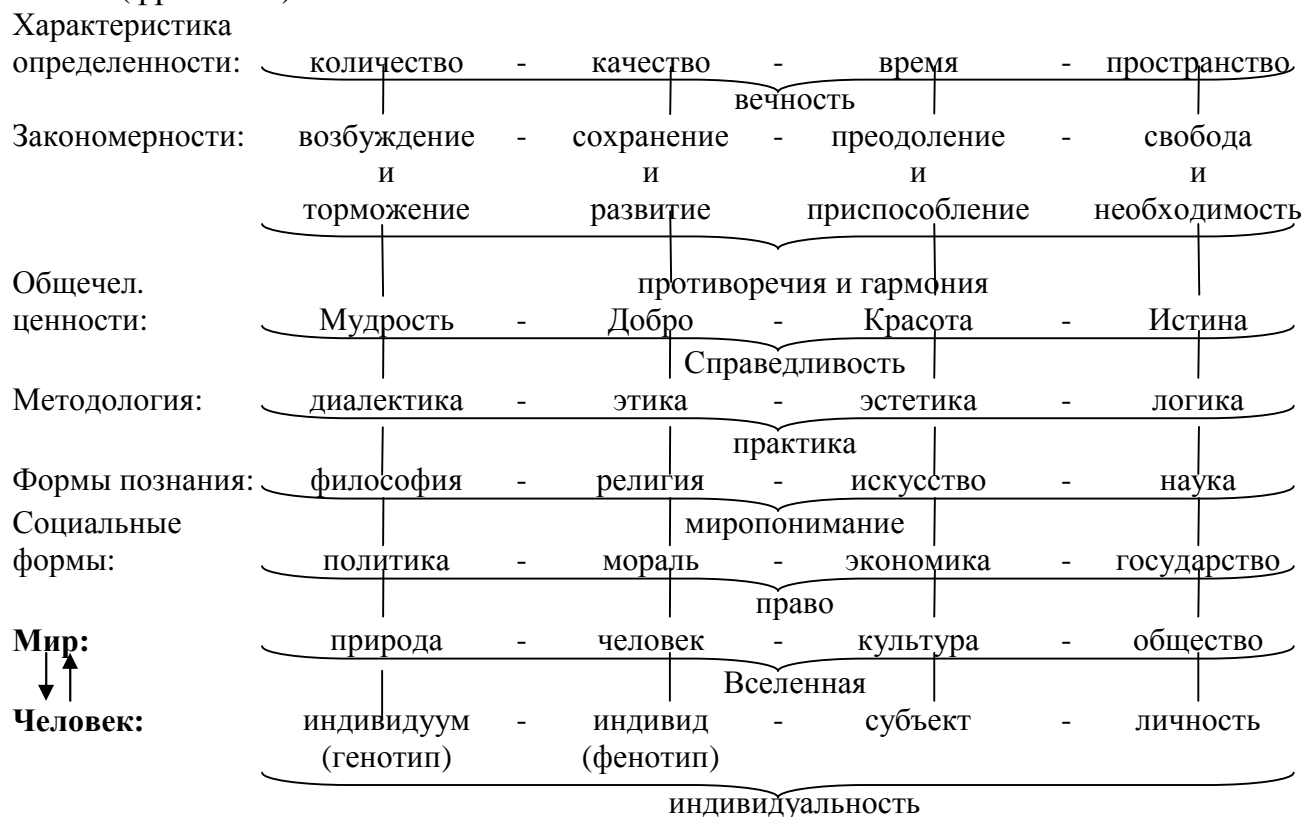 Характеристика
определенности: количество - качество - время - пространство
вечность
Закономерности: возбуждение - сохранение - преодоление - свобода
и и и и
торможение развитие приспособление необходимость
Общечел. противоречия и гармония
ценности: Мудрость - Добро - Красота - Истина
Справедливость
Методология: диалектика - этика - эстетика - логика
практика
Формы познания: философия - религия - искусство - наука
Социальные миропонимание
формы: политика - мораль - экономика - государство
право
Мир: природа - человек - культура - общество
Вселенная
Человек: индивидуум - индивид - субъект - личность
(генотип) (фенотип)
индивидуальность